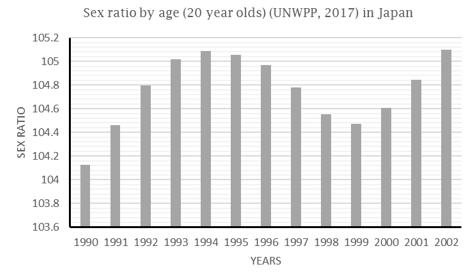 Sex ratio by age (20 year olds) (UNWPP, 2017) in Japan
105.2
105
104.8
104.6
104.4
104.2
104
103.8
103.6
SEX RATIO
1990 1991 1992 1993 1994 1995 1996 1997 1998 1999 2000 2001 2002
YEARS